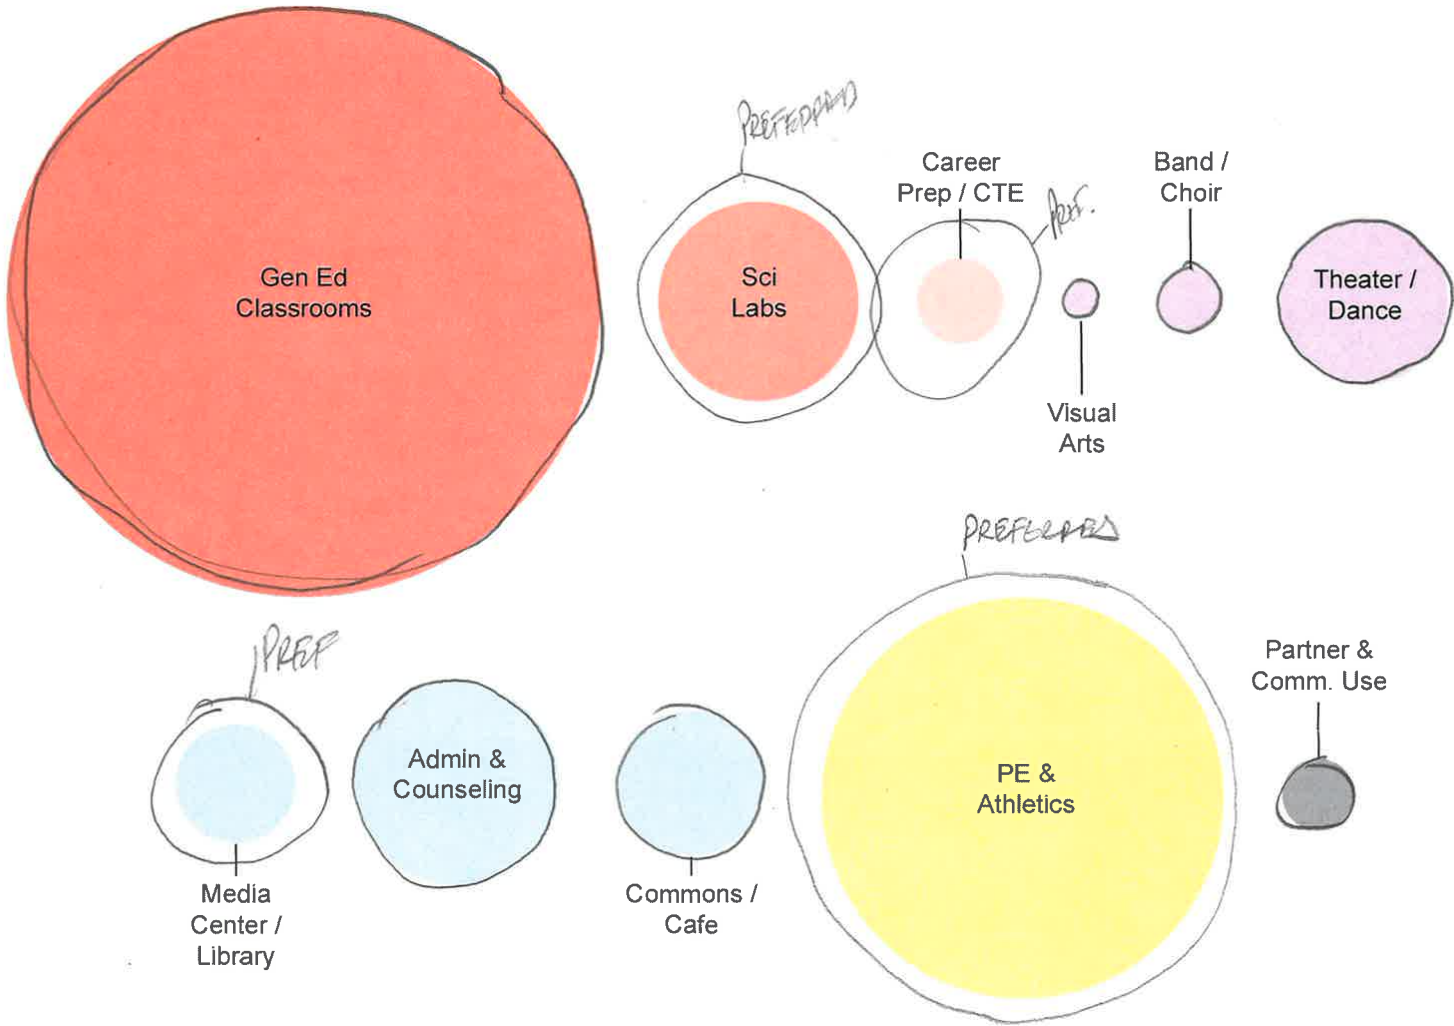 PREFERRED
Career
Prep / CTE
PREF.
Band /
Choir
Gen Ed
Classrooms
Sci
Labs
Theater /
Dance
Visual
Arts
PREFERRED
PREF
Partner &
Comm. Use
Admin &
Counseling
PE &
Athletics
Media
Center /
Library
Commons /
Cafe